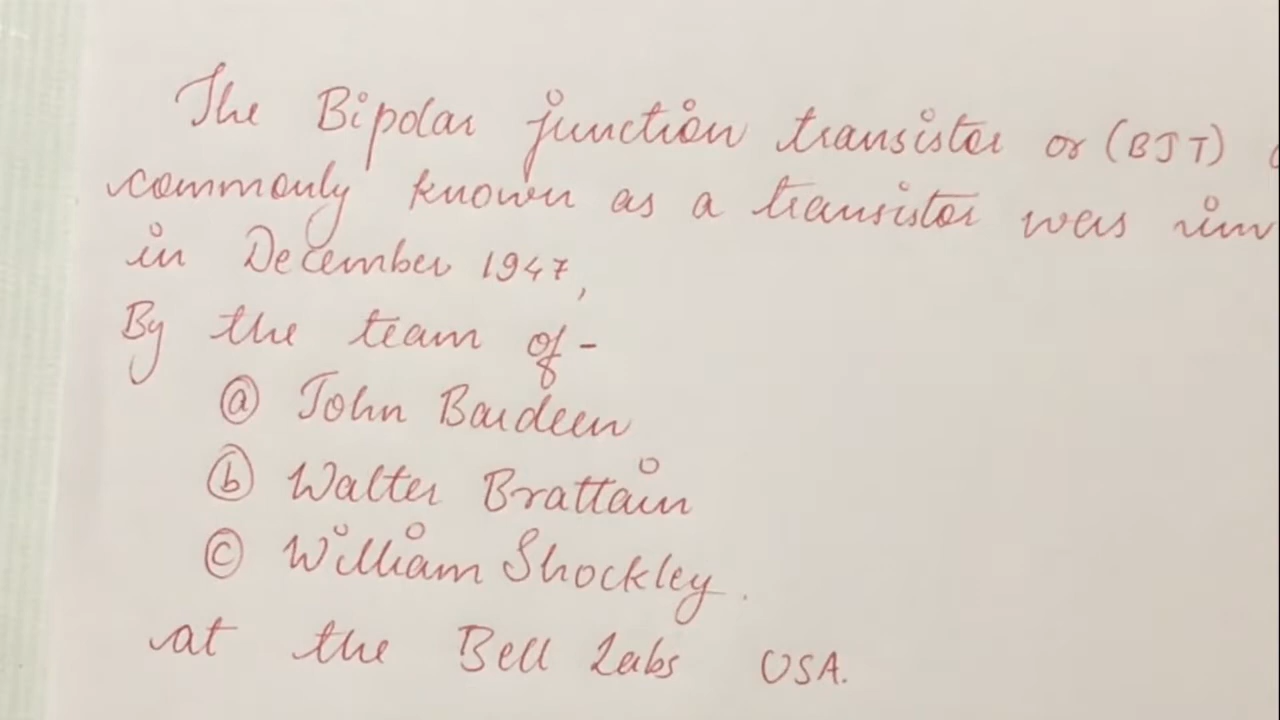 The Bipolar junction transistor or (BJT)
commonly known as a transistor was
in December 1947,
By the team of -
ⓐ John Bardeen
ⓑ Walter Brattain
ⓒ William Shockley.
at the Bell Labs USA.